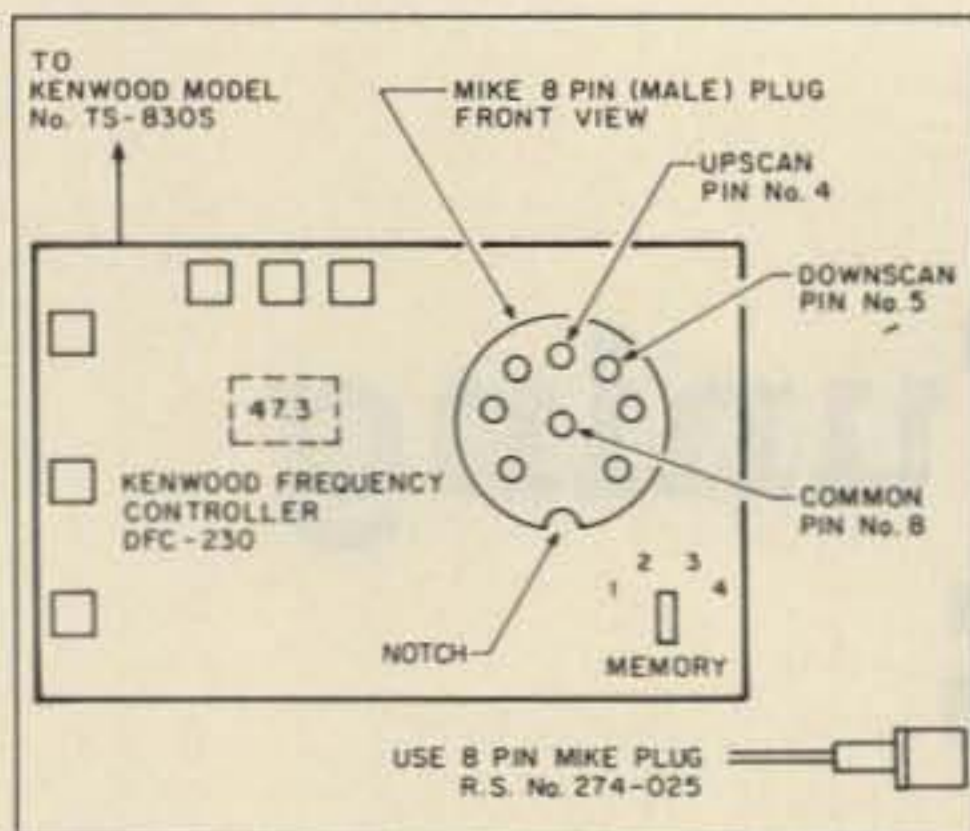 TO
KENWOOD MODEL
No. TS-830S
MIKE 8 PIN (MALE) PLUG
FRONT VIEW
UPSCAN
PIN No. 4
DOWNSCAN
PIN No. 5
47.3
KENWOOD FREQUENCY
CONTROLLER
DFC-230
COMMON
PIN No. 8
NOTCH
1 2 3 4
MEMORY
USE 8 PIN MIKE PLUG
R.S. No. 274-025